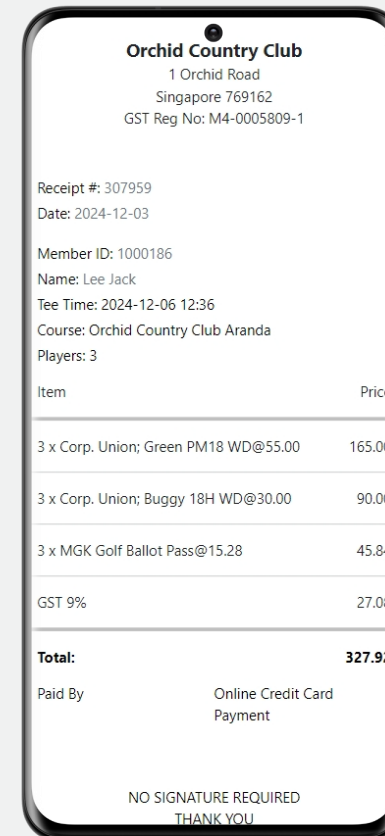 Orchid Country Club
1 Orchid Road
Singapore 769162
GST Reg No: M4-0005809-1
Receipt #: 307959
Date: 2024-12-03
Member ID: 1000186
Name: Lee Jack
Tee Time: 2024-12-06 12:36
Course: Orchid Country Club Aranda
Players: 3
Item Price
3 x Corp. Union; Green PM18 WD@55.00 165.00
3 x Corp. Union; Buggy 18H WD@30.00 90.00
3 x MGK Golf Ballot Pass@15.28 45.84
GST 9% 27.08
Total: 327.92
Paid By Online Credit Card
Payment
NO SIGNATURE REQUIRED
THANK YOU